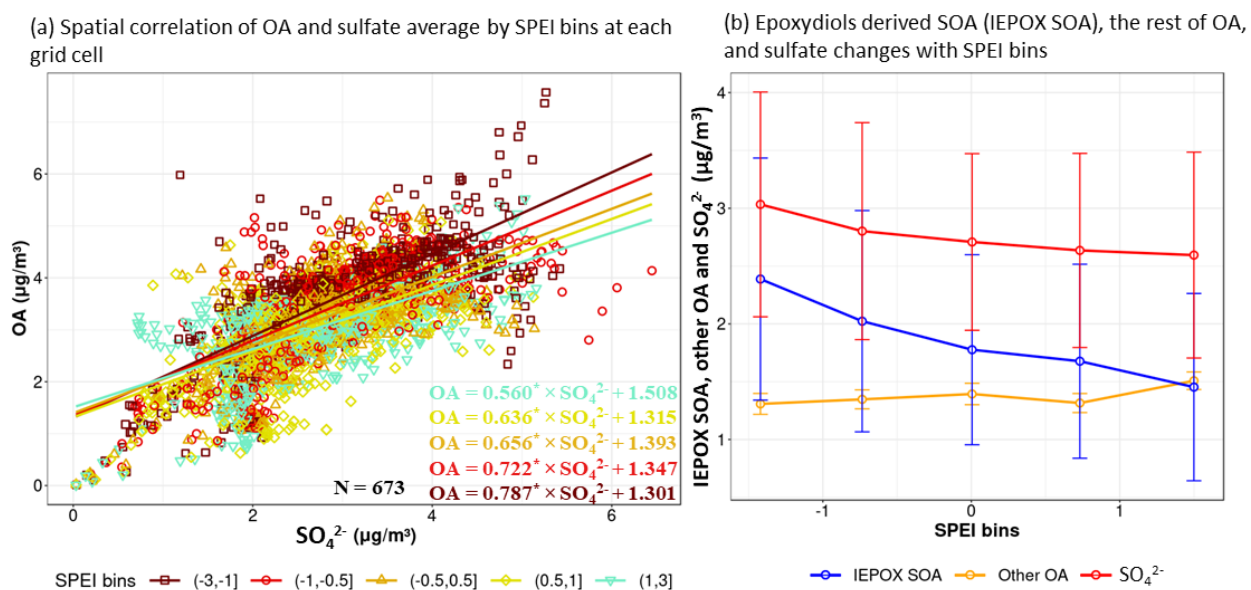 (a) Spatial correlation of OA and sulfate average by SPEI bins at each
grid cell
OA (µg/m³)
6
4
2
0
OA = 0.560* × SO₄²⁻ + 1.508
OA = 0.636* × SO₄²⁻ + 1.315
OA = 0.656* × SO₄²⁻ + 1.393
OA = 0.722* × SO₄²⁻ + 1.347
OA = 0.787* × SO₄²⁻ + 1.301
N = 673
0 2 4 6
SO₄²⁻ (µg/m³)
SPEI bins (-3,-1] (-1,-0.5] (-0.5,0.5] (0.5,1] (1,3]
(b) Epoxydiols derived SOA (IEPOX SOA), the rest of OA,
and sulfate changes with SPEI bins
IEPOX SOA, other OA and SO₄²⁻ (µg/m³)
4
3
2
1
-1 0 1
SPEI bins
IEPOX SOA Other OA SO₄²⁻